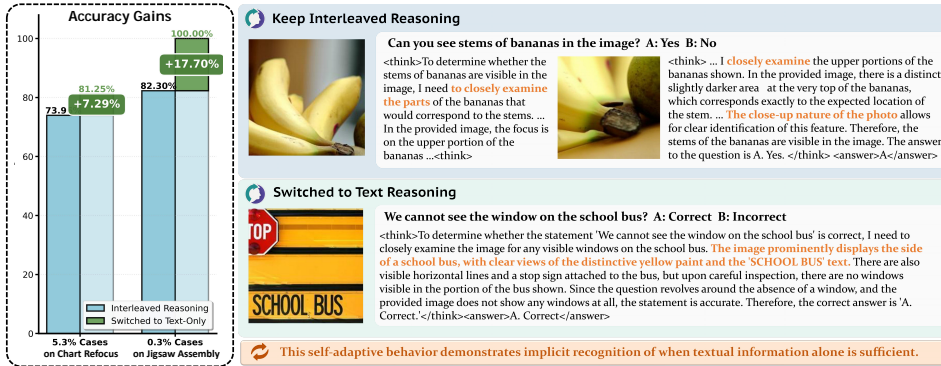 Accuracy Gains
100
80
60
40
20
0
73.9
81.25%
+7.29%
82.30%
100.00%
+17.70%
Interleaved Reasoning
Switched to Text-Only
5.3% Cases
on Chart Refocus
0.3% Cases
on Jigsaw Assembly
Keep Interleaved Reasoning
Can you see stems of bananas in the image? A: Yes B: No
<think>To determine whether the
stems of bananas are visible in the
image, I need to closely examine
the parts of the bananas that
would correspond to the stems. ...
In the provided image, the focus is
on the upper portion of the
bananas ...<think>
<think> ... I closely examine the upper portions of the
bananas shown. In the provided image, there is a distinct
slightly darker area at the very top of the bananas,
which corresponds exactly to the expected location of
the stem. ... The close-up nature of the photo allows
for clear identification of this feature. Therefore, the
stems of the bananas are visible in the image. The answer
to the question is A. Yes. </think> <answer>A</answer>
Switched to Text Reasoning
TOP
SCHOOL BUS
We cannot see the window on the school bus? A: Correct B: Incorrect
<think>To determine whether the statement 'We cannot see the window on the school bus' is correct, I need to
closely examine the image for any visible windows on the school bus. The image prominently displays the side
of a school bus, with clear views of the distinctive yellow paint and the 'SCHOOL BUS' text. There are also
visible horizontal lines and a stop sign attached to the bus, but upon careful inspection, there are no windows
visible in the portion of the bus shown. Since the question revolves around the absence of a window, and the
provided image does not show any windows at all, the statement is accurate. Therefore, the correct answer is 'A.
Correct.'</think><answer>A. Correct</answer>
This self-adaptive behavior demonstrates implicit recognition of when textual information alone is sufficient.